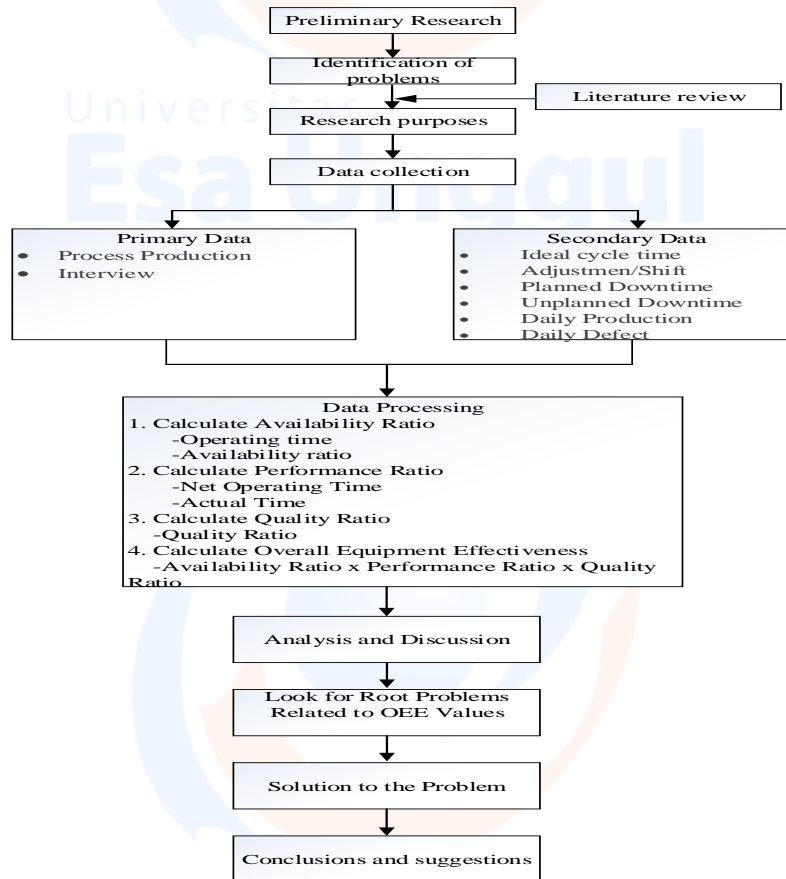 Preliminary Research
Identification of
problems
Literature review
Research purposes
Data collection
Primary Data
• Process Production
• Interview
Secondary Data
• Ideal cycle time
• Adjustmen/Shift
• Planned Downtime
• Unplanned Downtime
• Daily Production
• Daily Defect
Data Processing
1. Calculate Availability Ratio
-Operating time
-Availability ratio
2. Calculate Performance Ratio
-Net Operating Time
-Actual Time
3. Calculate Quality Ratio
-Quality Ratio
4. Calculate Overall Equipment Effectiveness
-Availability Ratio x Performance Ratio x Quality
Ratio
Analysis and Discussion
Look for Root Problems
Related to OEE Values
Solution to the Problem
Conclusions and suggestions
Universitas
Esa Unggul